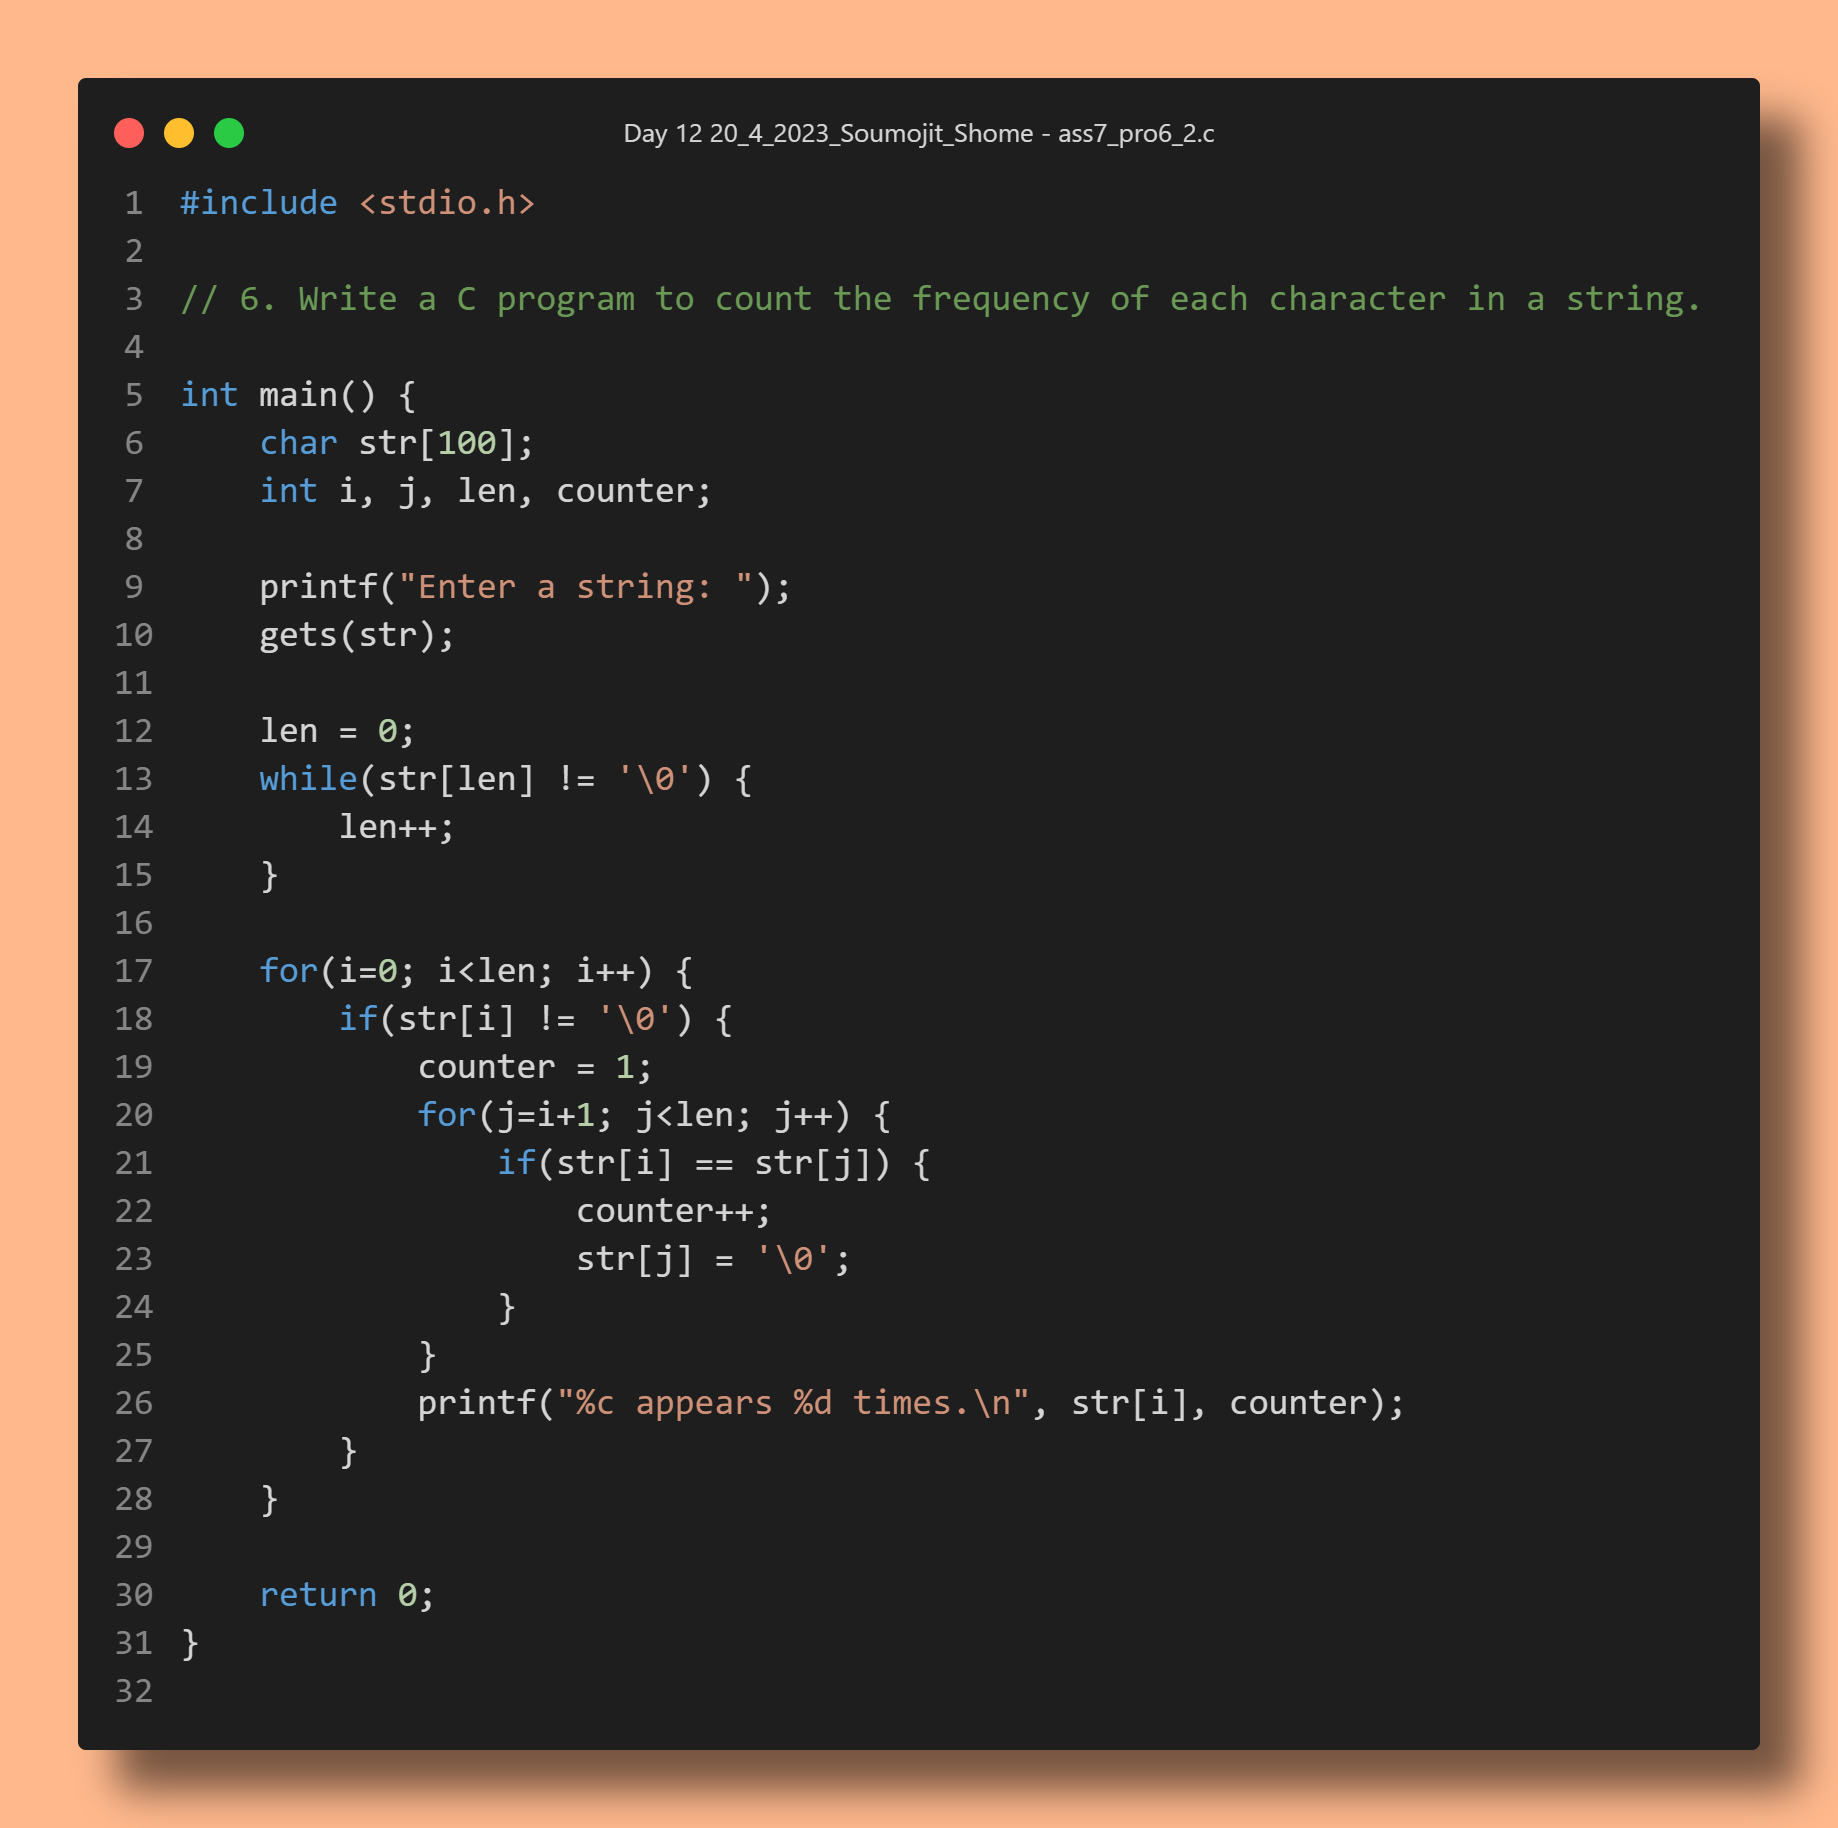 Day 12 20_4_2023_Soumojit_Shome - ass7_pro6_2.c
1 #include <stdio.h>
2
3 // 6. Write a C program to count the frequency of each character in a string.
4
5 int main() {
6     char str[100];
7     int i, j, len, counter;
8
9     printf("Enter a string: ");
10     gets(str);
11
12     len = 0;
13     while(str[len] != '\0') {
14         len++;
15     }
16
17     for(i=0; i<len; i++) {
18         if(str[i] != '\0') {
19             counter = 1;
20             for(j=i+1; j<len; j++) {
21                 if(str[i] == str[j]) {
22                     counter++;
23                     str[j] = '\0';
24                 }
25             }
26             printf("%c appears %d times.\n", str[i], counter);
27         }
28     }
29
30     return 0;
31 }
32